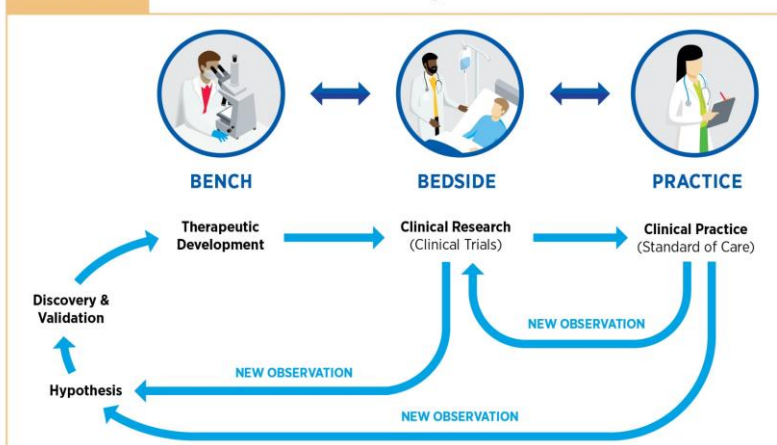 BENCH
BEDSIDE
PRACTICE
Therapeutic
Development
Clinical Research
(Clinical Trials)
Clinical Practice
(Standard of Care)
Discovery &
Validation
NEW OBSERVATION
NEW OBSERVATION
Hypothesis
NEW OBSERVATION